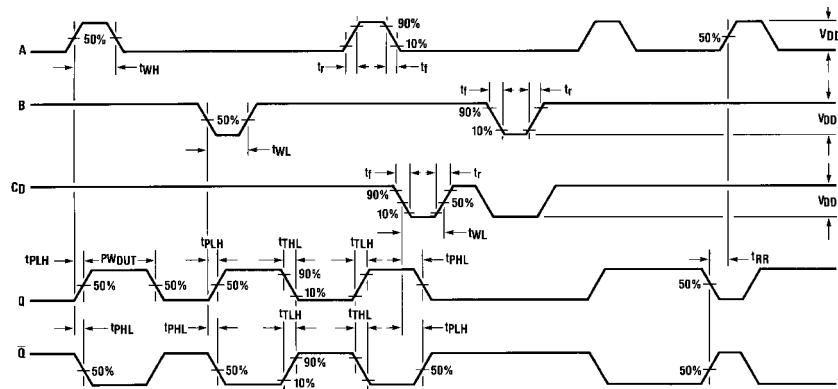 A 50% tWH tr 90% 10% tf 50% VDD
B 50% tWL tf 90% 10% tr VDD
CD tf 90% 10% tr 50% tWL VDD
tPLH PWOUT tPLH tTHL tTLH tPHL tRR
Q 50% 50% 50% 90% 10% 50%
tPHL tPHL tTLH tTHL tPLH
Q̅ 50% 50% 90% 10% 50% 50%